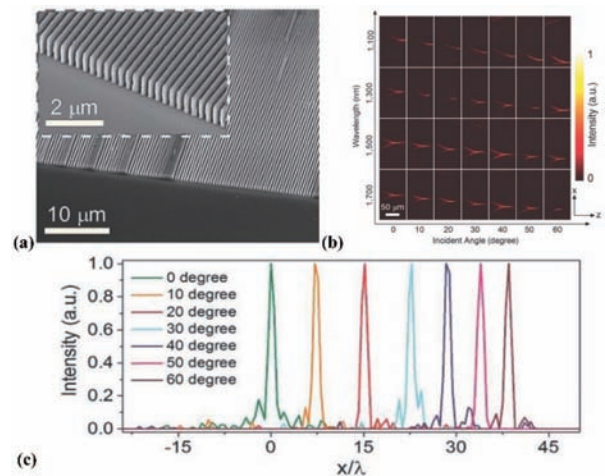 2 μm
10 μm
(a)
Wavelength (nm)
1,100
1,300
1,500
1,700
50 μm
0 10 20 30 40 50 60
Incident Angle (degree)
1
0
Intensity (a.u.)
x
z
(b)
Intensity (a.u.)
1.0
0.8
0.6
0.4
0.2
0.0
0 degree
10 degree
20 degree
30 degree
40 degree
50 degree
60 degree
-15 0 15 30 45
x/λ
(c)